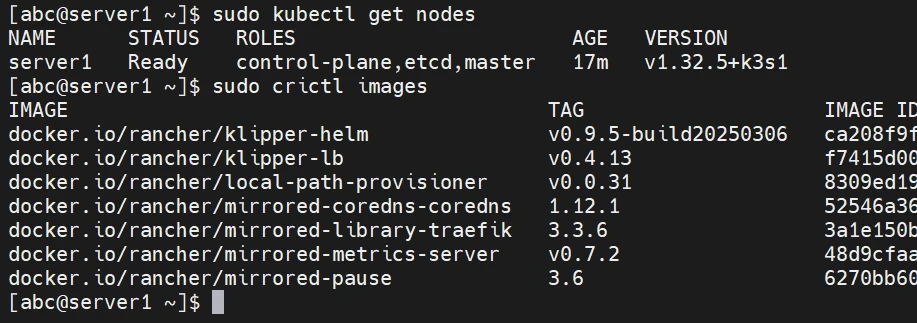 [abc@server1 ~]$ sudo kubectl get nodes
NAME      STATUS   ROLES                       AGE   VERSION
server1   Ready    control-plane,etcd,master   17m   v1.32.5+k3s1
[abc@server1 ~]$ sudo crictl images
IMAGE                                        TAG                    IMAGE ID
docker.io/rancher/klipper-helm               v0.9.5-build20250306   ca208f9f
docker.io/rancher/klipper-lb                 v0.4.13                f7415d00
docker.io/rancher/local-path-provisioner     v0.0.31                8309ed19
docker.io/rancher/mirrored-coredns-coredns   1.12.1                 52546a36
docker.io/rancher/mirrored-library-traefik   3.3.6                  3a1e150b
docker.io/rancher/mirrored-metrics-server    v0.7.2                 48d9cfaa
docker.io/rancher/mirrored-pause             3.6                    6270bb60
[abc@server1 ~]$